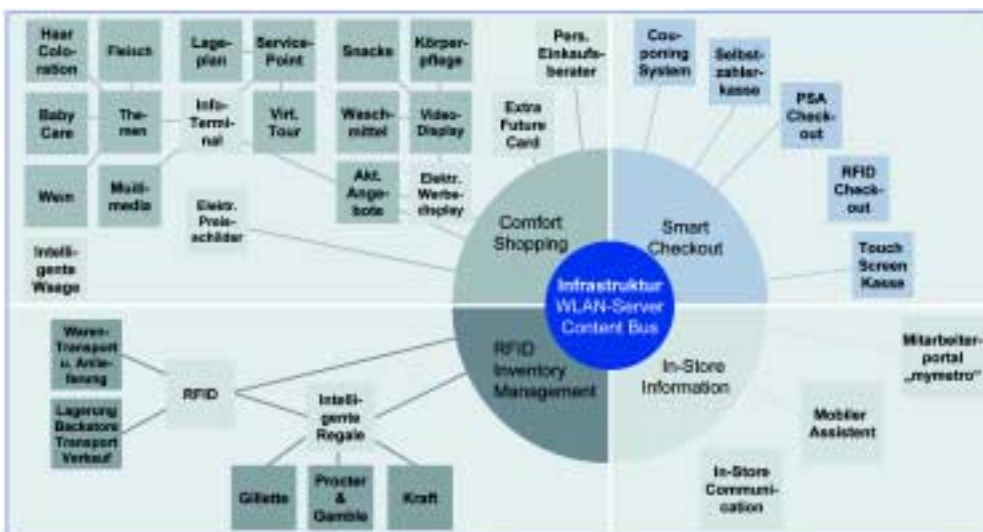 Haar
Colo-
ration
Fleisch
Lage-
plan
Service-
Point
Snacks
Körper-
pflege
Pers.
Einkaufs-
berater
Cou-
poning
System
Selbst-
zahler-
kasse
PSA
Check-
out
RFID
Check-
out
Touch
Screen
Kasse
Baby
Care
The-
men
Info-
Termi-
nal
Virt.
Tour
Wasch-
mittel
Video-
Display
Extra
Future
Card
Wein
Multi-
media
Akt.
Ange-
bote
Elektr.
Werbe-
display
Elektr.
Preis-
schilder
Intelli-
gente
Waage
Comfort
Shopping
Smart
Checkout
Infrastruktur
WLAN-Server
Content Bus
RFID
Inventory
Management
In-Store
Information
Waren-
Transport
u. Anlie-
ferung
RFID
Lagerung
Backstore
Transport
Verkauf
Intelli-
gente
Regale
Gillette
Procter
&
Gamble
Kraft
Mitarbeiter-
portal
„mymetro“
Mobiler
Assistent
In-Store
Communi-
cation